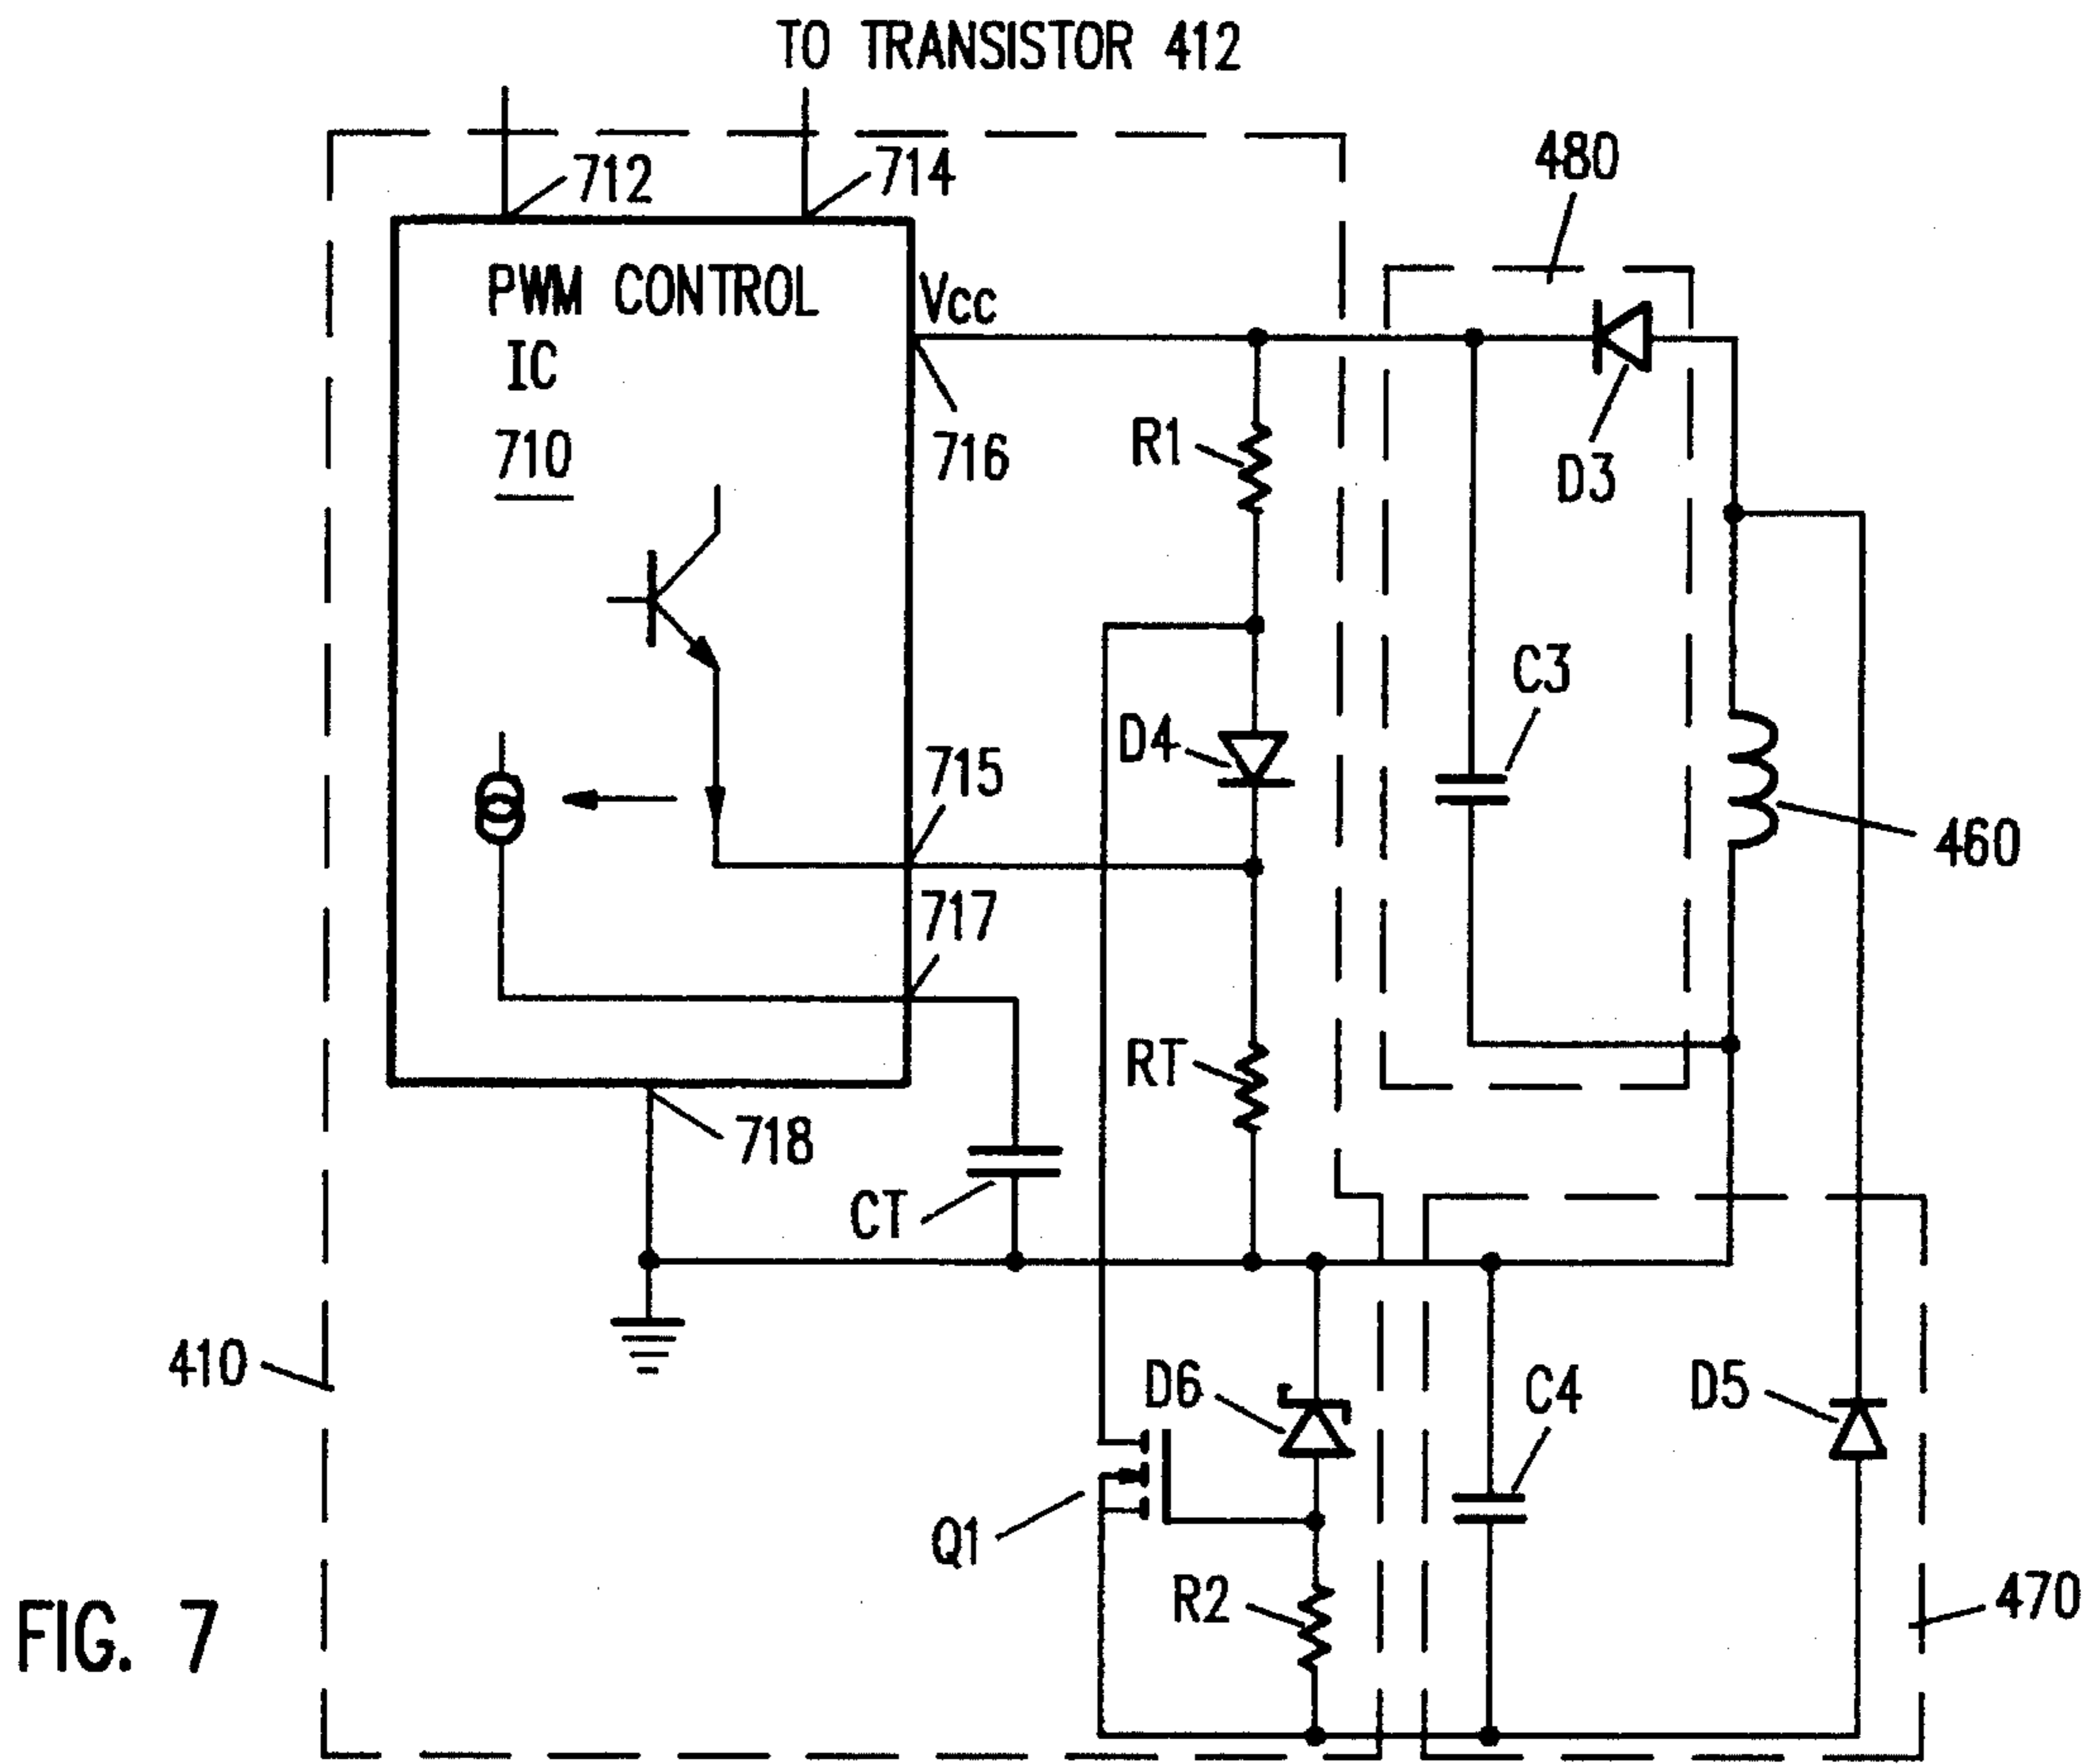 TO TRANSISTOR 412
712
714
480
PWM CONTROL
IC
710
VCC
716
R1
D3
C3
D4
715
460
717
RT
718
CT
410
D6
C4
D5
Q1
R2
470
FIG. 7